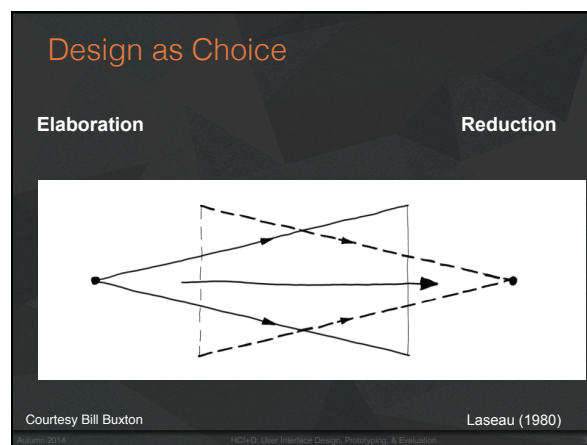 Design as Choice
Elaboration
Reduction
Courtesy Bill Buxton
Laseau (1980)
Autumn 2014
HCI+D: User Interface Design, Prototyping, & Evaluation